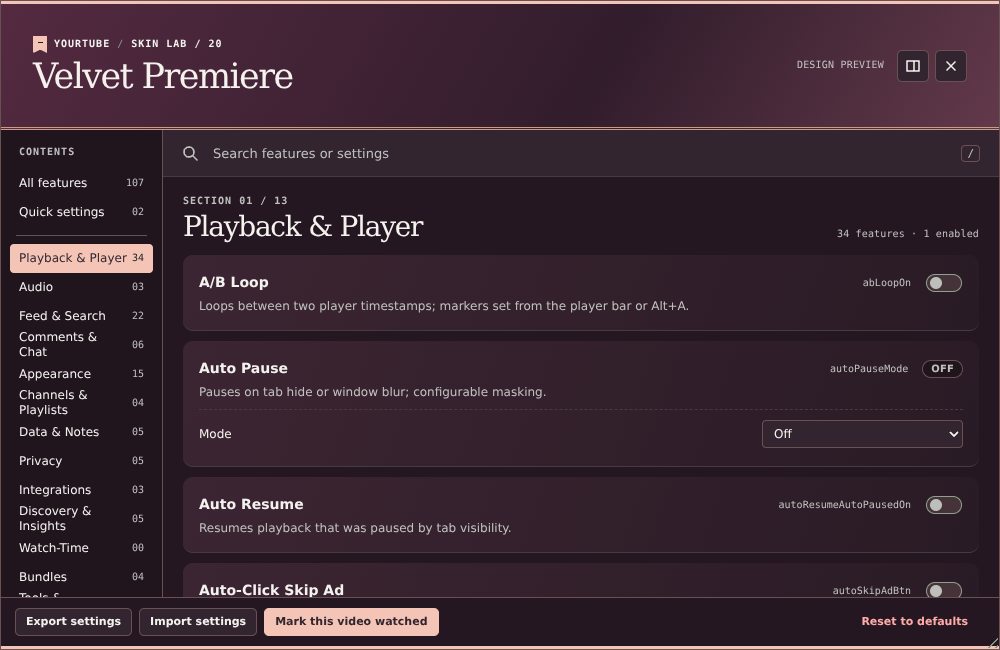 YOURTUBE / SKIN LAB / 20
Velvet Premiere
DESIGN PREVIEW
CONTENTS
All features 107
Quick settings 02
Playback & Player 34
Audio 03
Feed & Search 22
Comments &
Chat 06
Appearance 15
Channels &
Playlists 04
Data & Notes 05
Privacy 05
Integrations 03
Discovery &
Insights 05
Watch-Time 00
Bundles 04
Tools &
Search features or settings /
SECTION 01 / 13
Playback & Player
34 features · 1 enabled
A/B Loop abLoopOn
Loops between two player timestamps; markers set from the player bar or Alt+A.
Auto Pause autoPauseMode OFF
Pauses on tab hide or window blur; configurable masking.
Mode Off
Auto Resume autoResumeAutoPausedOn
Resumes playback that was paused by tab visibility.
Auto-Click Skip Ad autoSkipAdBtn
Export settings Import settings Mark this video watched Reset to defaults